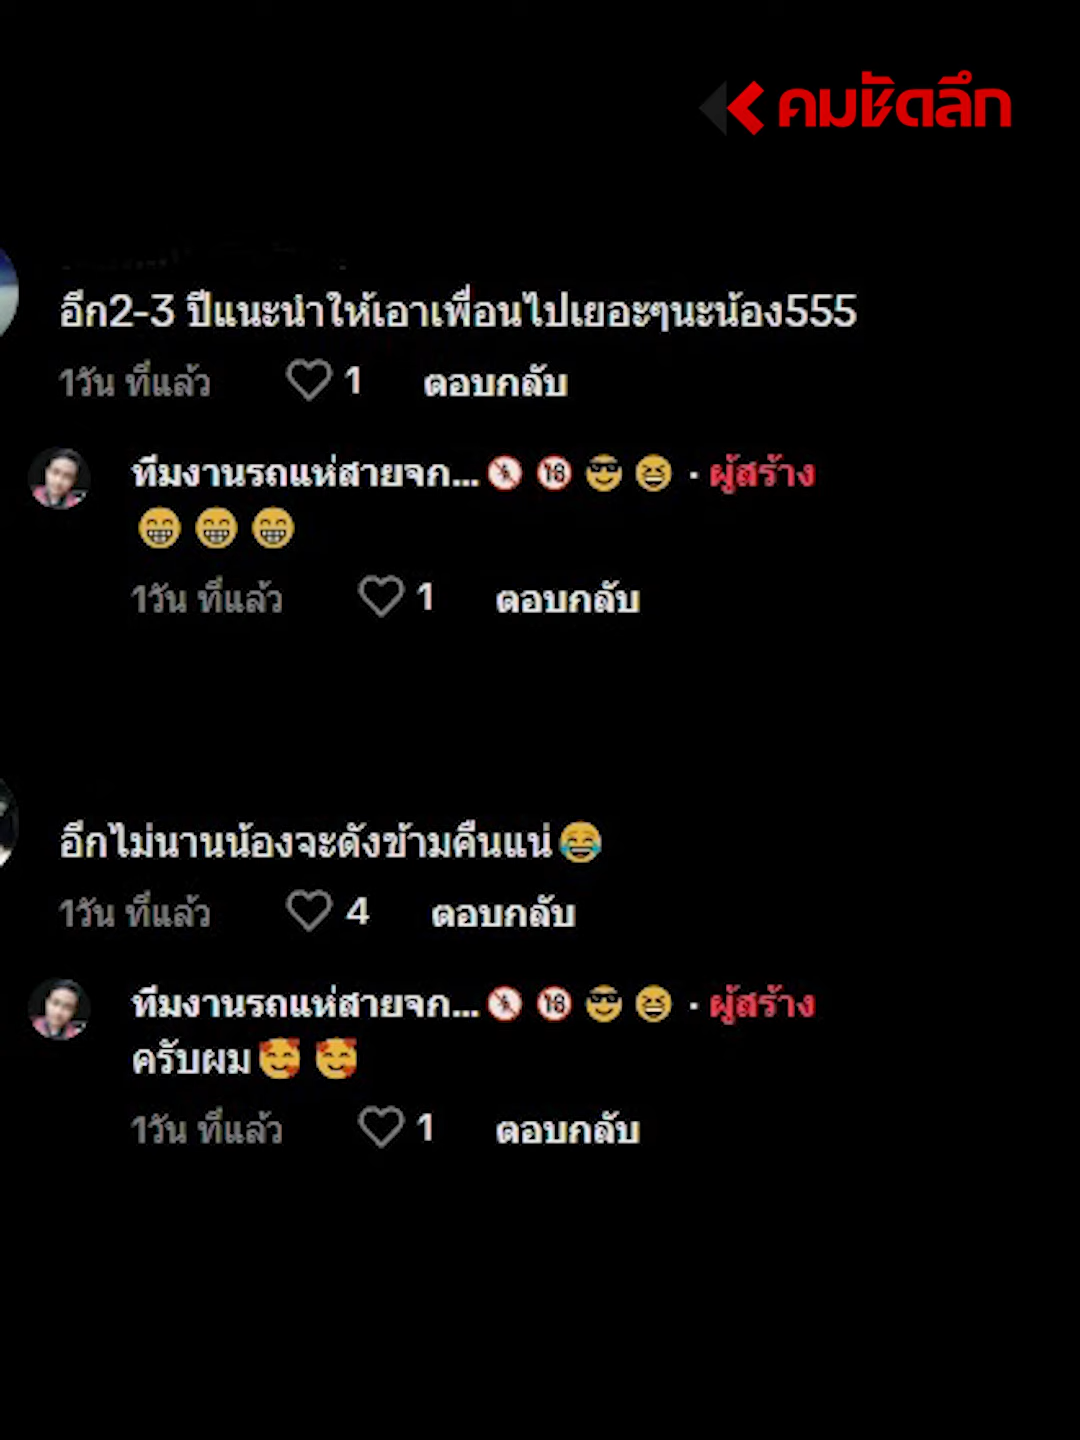 คมชัดลึก
อีก2-3 ปีแนะนำให้เอาเพื่อนไปเยอะๆนะน้อง555
1วัน ที่แล้ว 1 ตอบกลับ
ทีมงานรถแห่สายจก...🚯🔞😎😆 · ผู้สร้าง
😁😁😁
1วัน ที่แล้ว 1 ตอบกลับ
อีกไม่นานน้องจะดังข้ามคืนแน่😂
1วัน ที่แล้ว 4 ตอบกลับ
ทีมงานรถแห่สายจก...🚯🔞😎😆 · ผู้สร้าง
ครับผม🥰🥰
1วัน ที่แล้ว 1 ตอบกลับ